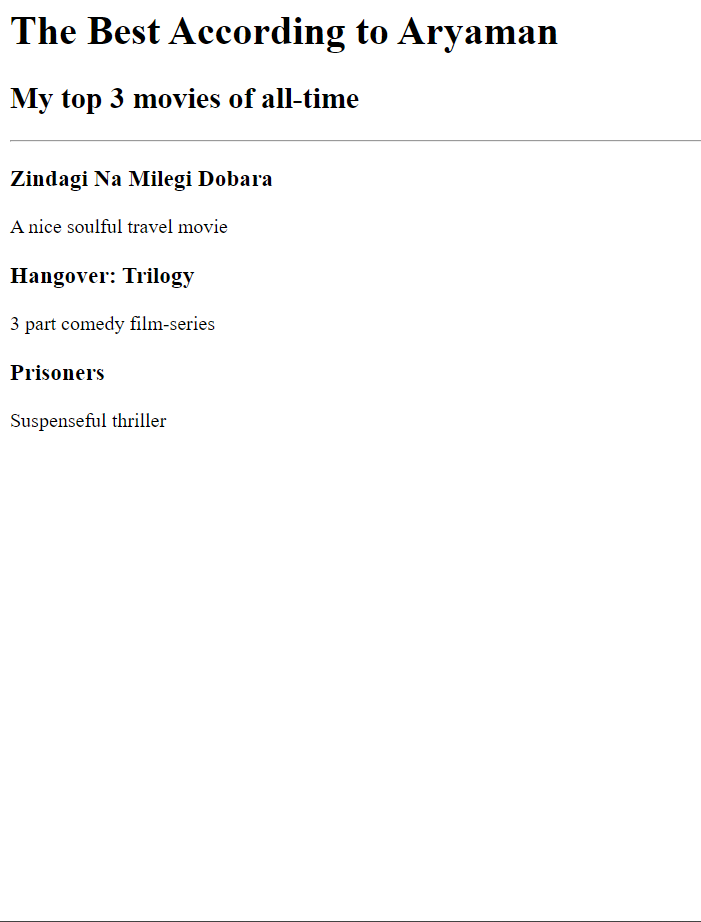 The Best According to Aryaman
My top 3 movies of all-time
Zindagi Na Milegi Dobara
A nice soulful travel movie
Hangover: Trilogy
3 part comedy film-series
Prisoners
Suspenseful thriller